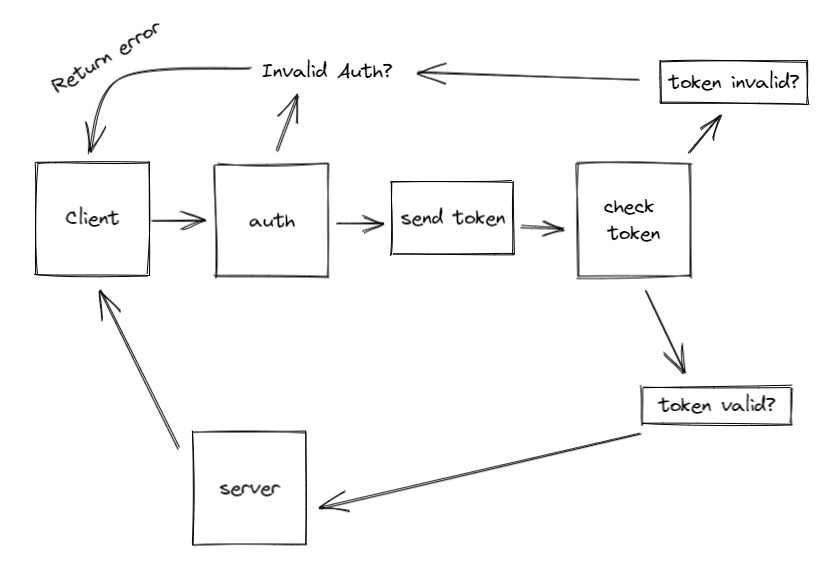 Return error
Invalid Auth?
token invalid?
Client
auth
send token
check
token
token valid?
server